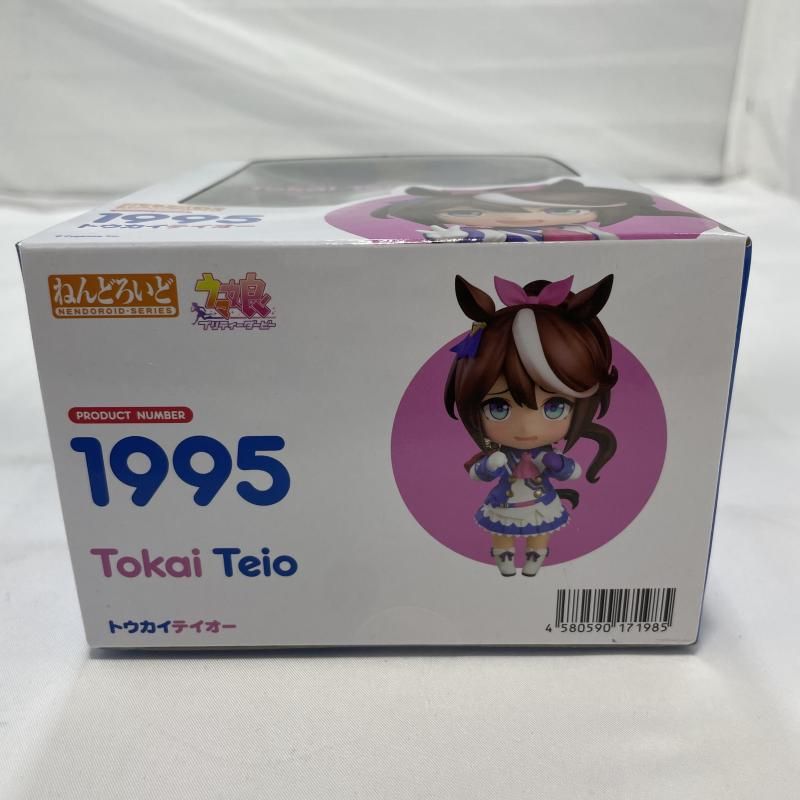 Tokai T
1995
トウカイテイオー
ねんどろいど
NENDOROID-SERIES
ウマ娘
プリティーダービー
PRODUCT NUMBER
1995
Tokai Teio
トウカイテイオー
4 580590 171985